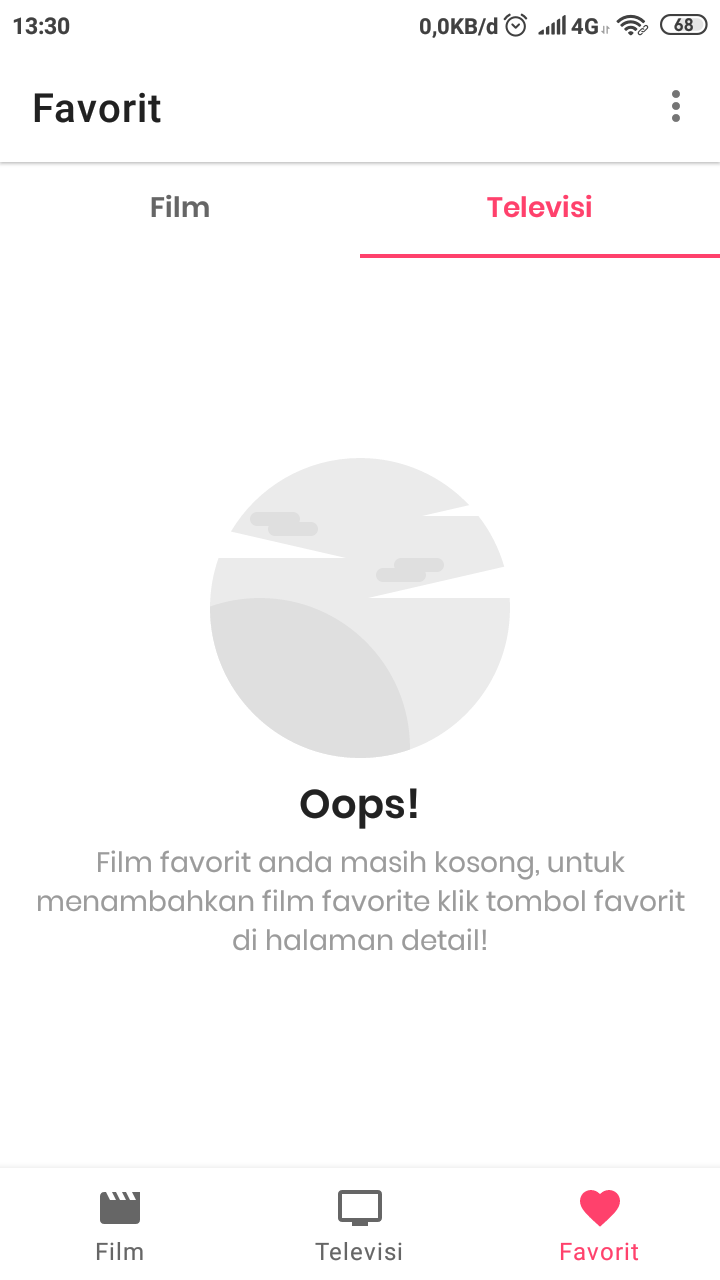 13:30 0,0KB/d 4G 68
Favorit
Film Televisi
Oops!
Film favorit anda masih kosong, untuk
menambahkan film favorite klik tombol favorit
di halaman detail!
Film Televisi Favorit